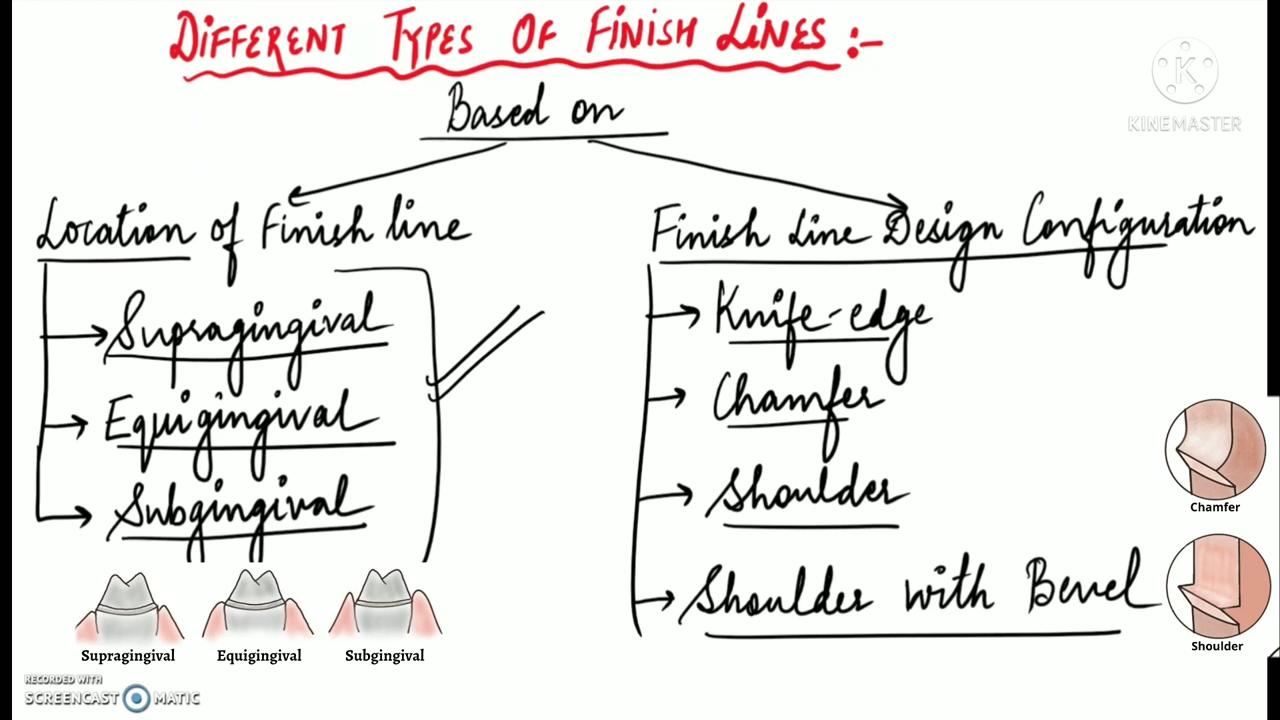 DIFFERENT TYPES OF FINISH LINES :-
KINEMASTER
Based on
Location of Finish line
Supragingival
Equigingival
Subgingival
Supragingival
Equigingival
Subgingival
Finish Line Design Configuration
Knife-edge
Chamfer
Shoulder
Shoulder with Bevel
Chamfer
Shoulder
RECORDED WITH
SCREENCAST MATIC